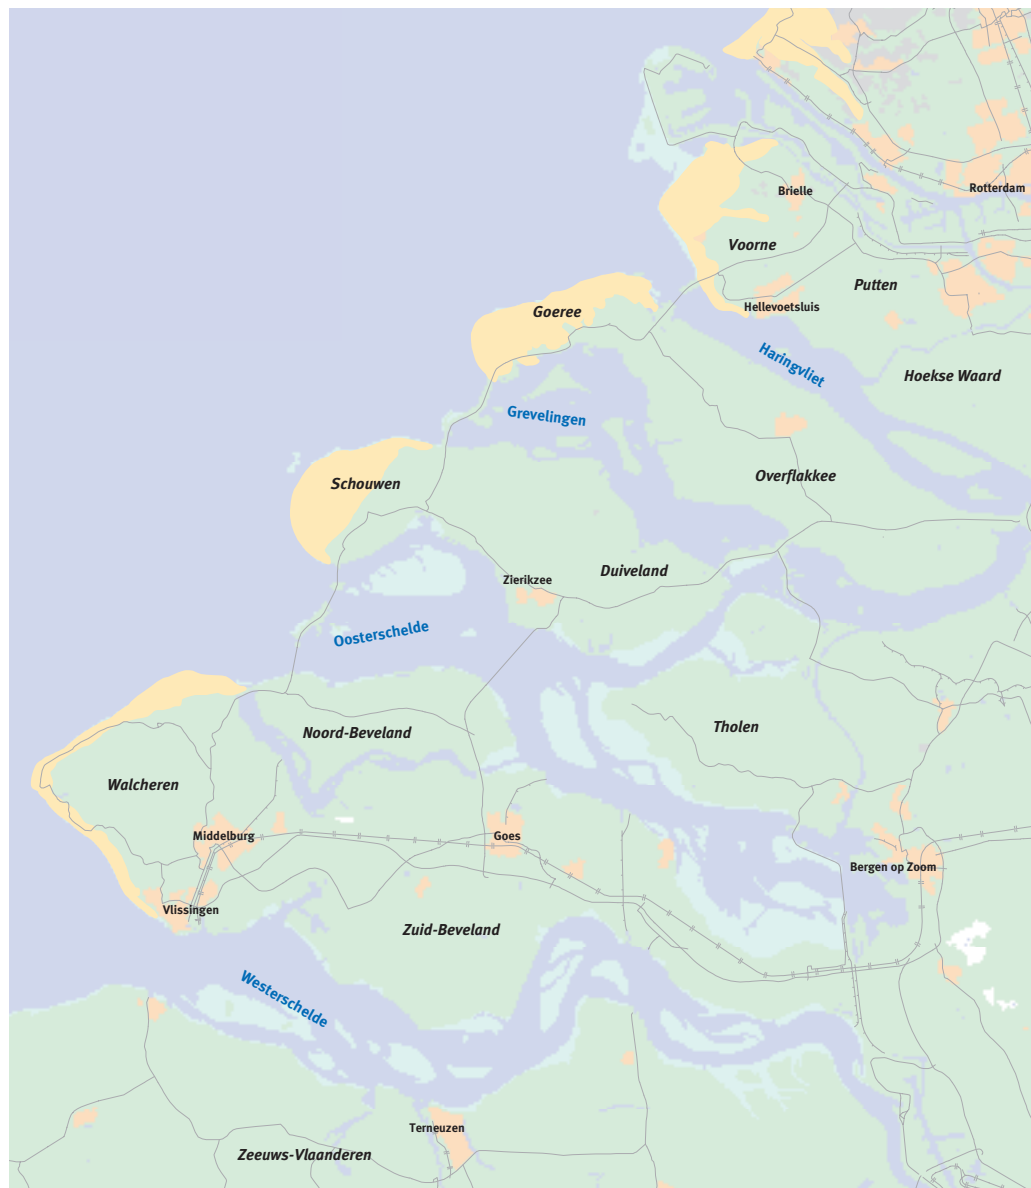 Brielle
Rotterdam
Voorne
Putten
Hellevoetsluis
Goeree
Haringvliet
Hoekse Waard
Grevelingen
Schouwen
Overflakkee
Duiveland
Zierikzee
Oosterschelde
Noord-Beveland
Tholen
Walcheren
Middelburg
Goes
Bergen op Zoom
Vlissingen
Zuid-Beveland
Westerschelde
Terneuzen
Zeeuws-Vlaanderen